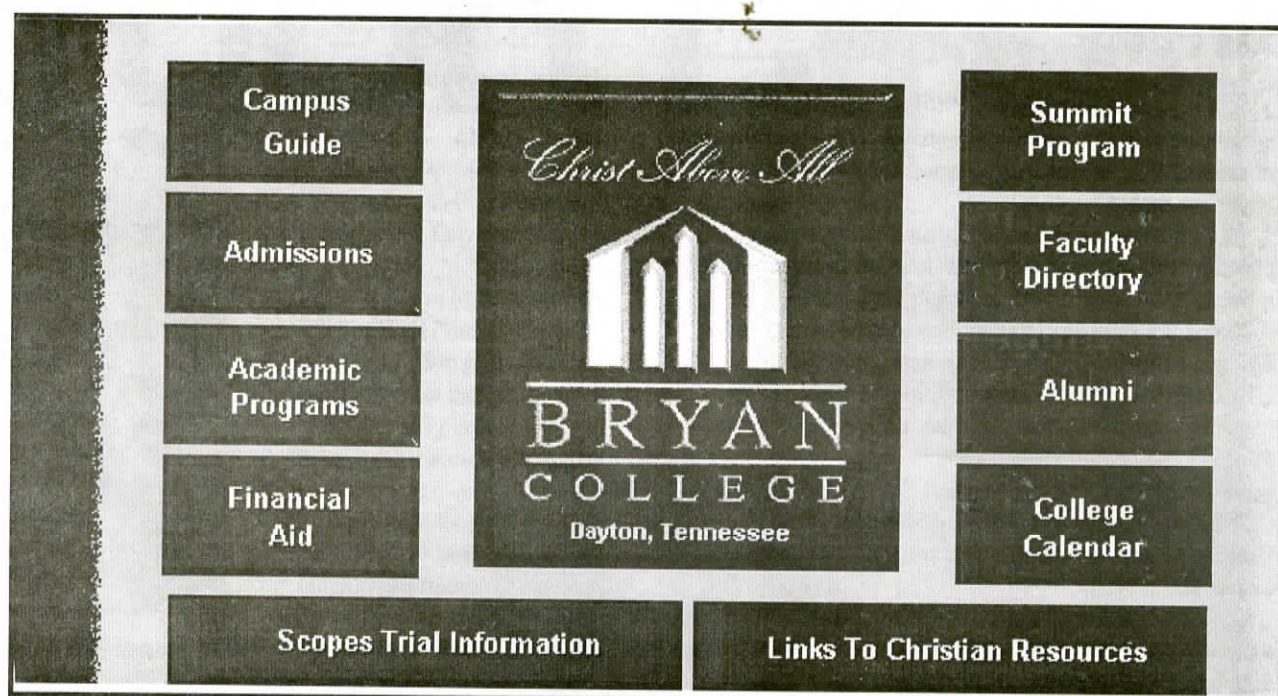 Campus
Guide
Admissions
Academic
Programs
Financial
Aid
Christ Above All
BRYAN
COLLEGE
Dayton, Tennessee
Summit
Program
Faculty
Directory
Alumni
College
Calendar
Scopes Trial Information
Links To Christian Resources